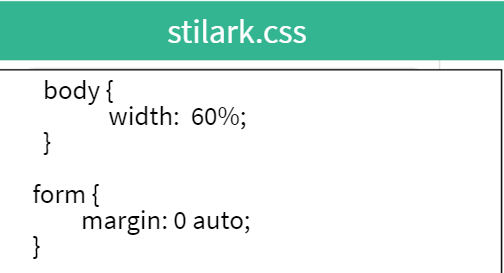 stilark.css
body {
width: 60%;
}
form {
margin: 0 auto;
}